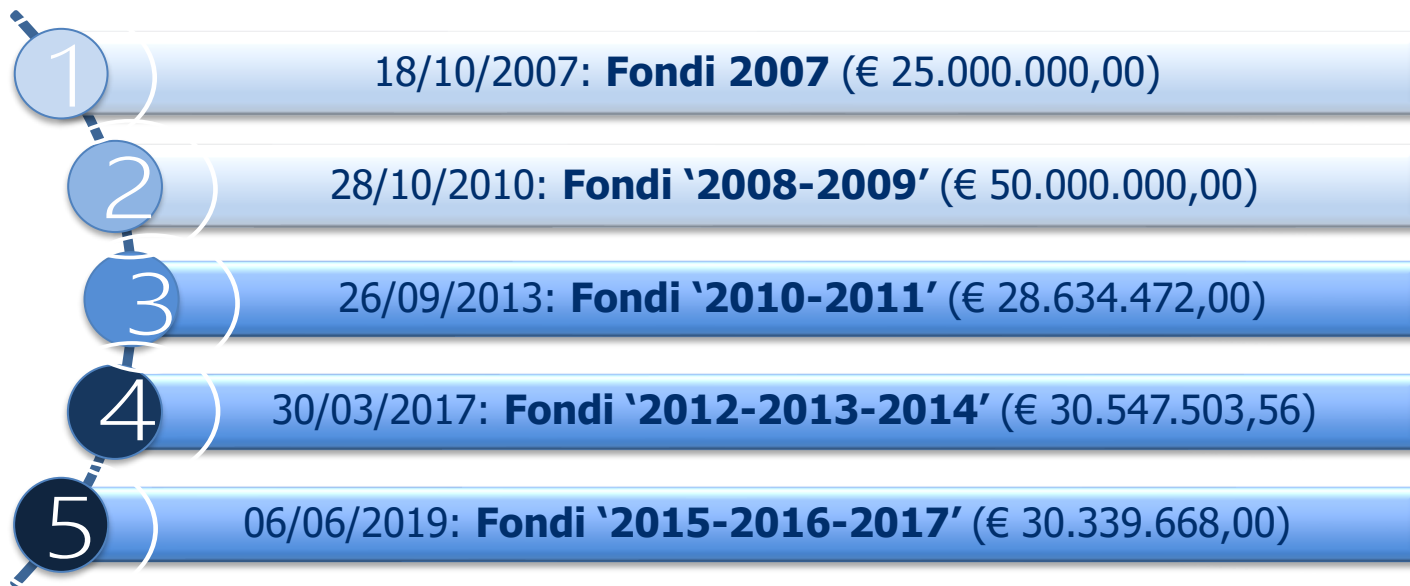 1
18/10/2007: Fondi 2007 (€ 25.000.000,00)
2
28/10/2010: Fondi ‘2008-2009’ (€ 50.000.000,00)
3
26/09/2013: Fondi ‘2010-2011’ (€ 28.634.472,00)
4
30/03/2017: Fondi ‘2012-2013-2014’ (€ 30.547.503,56)
5
06/06/2019: Fondi ‘2015-2016-2017’ (€ 30.339.668,00)